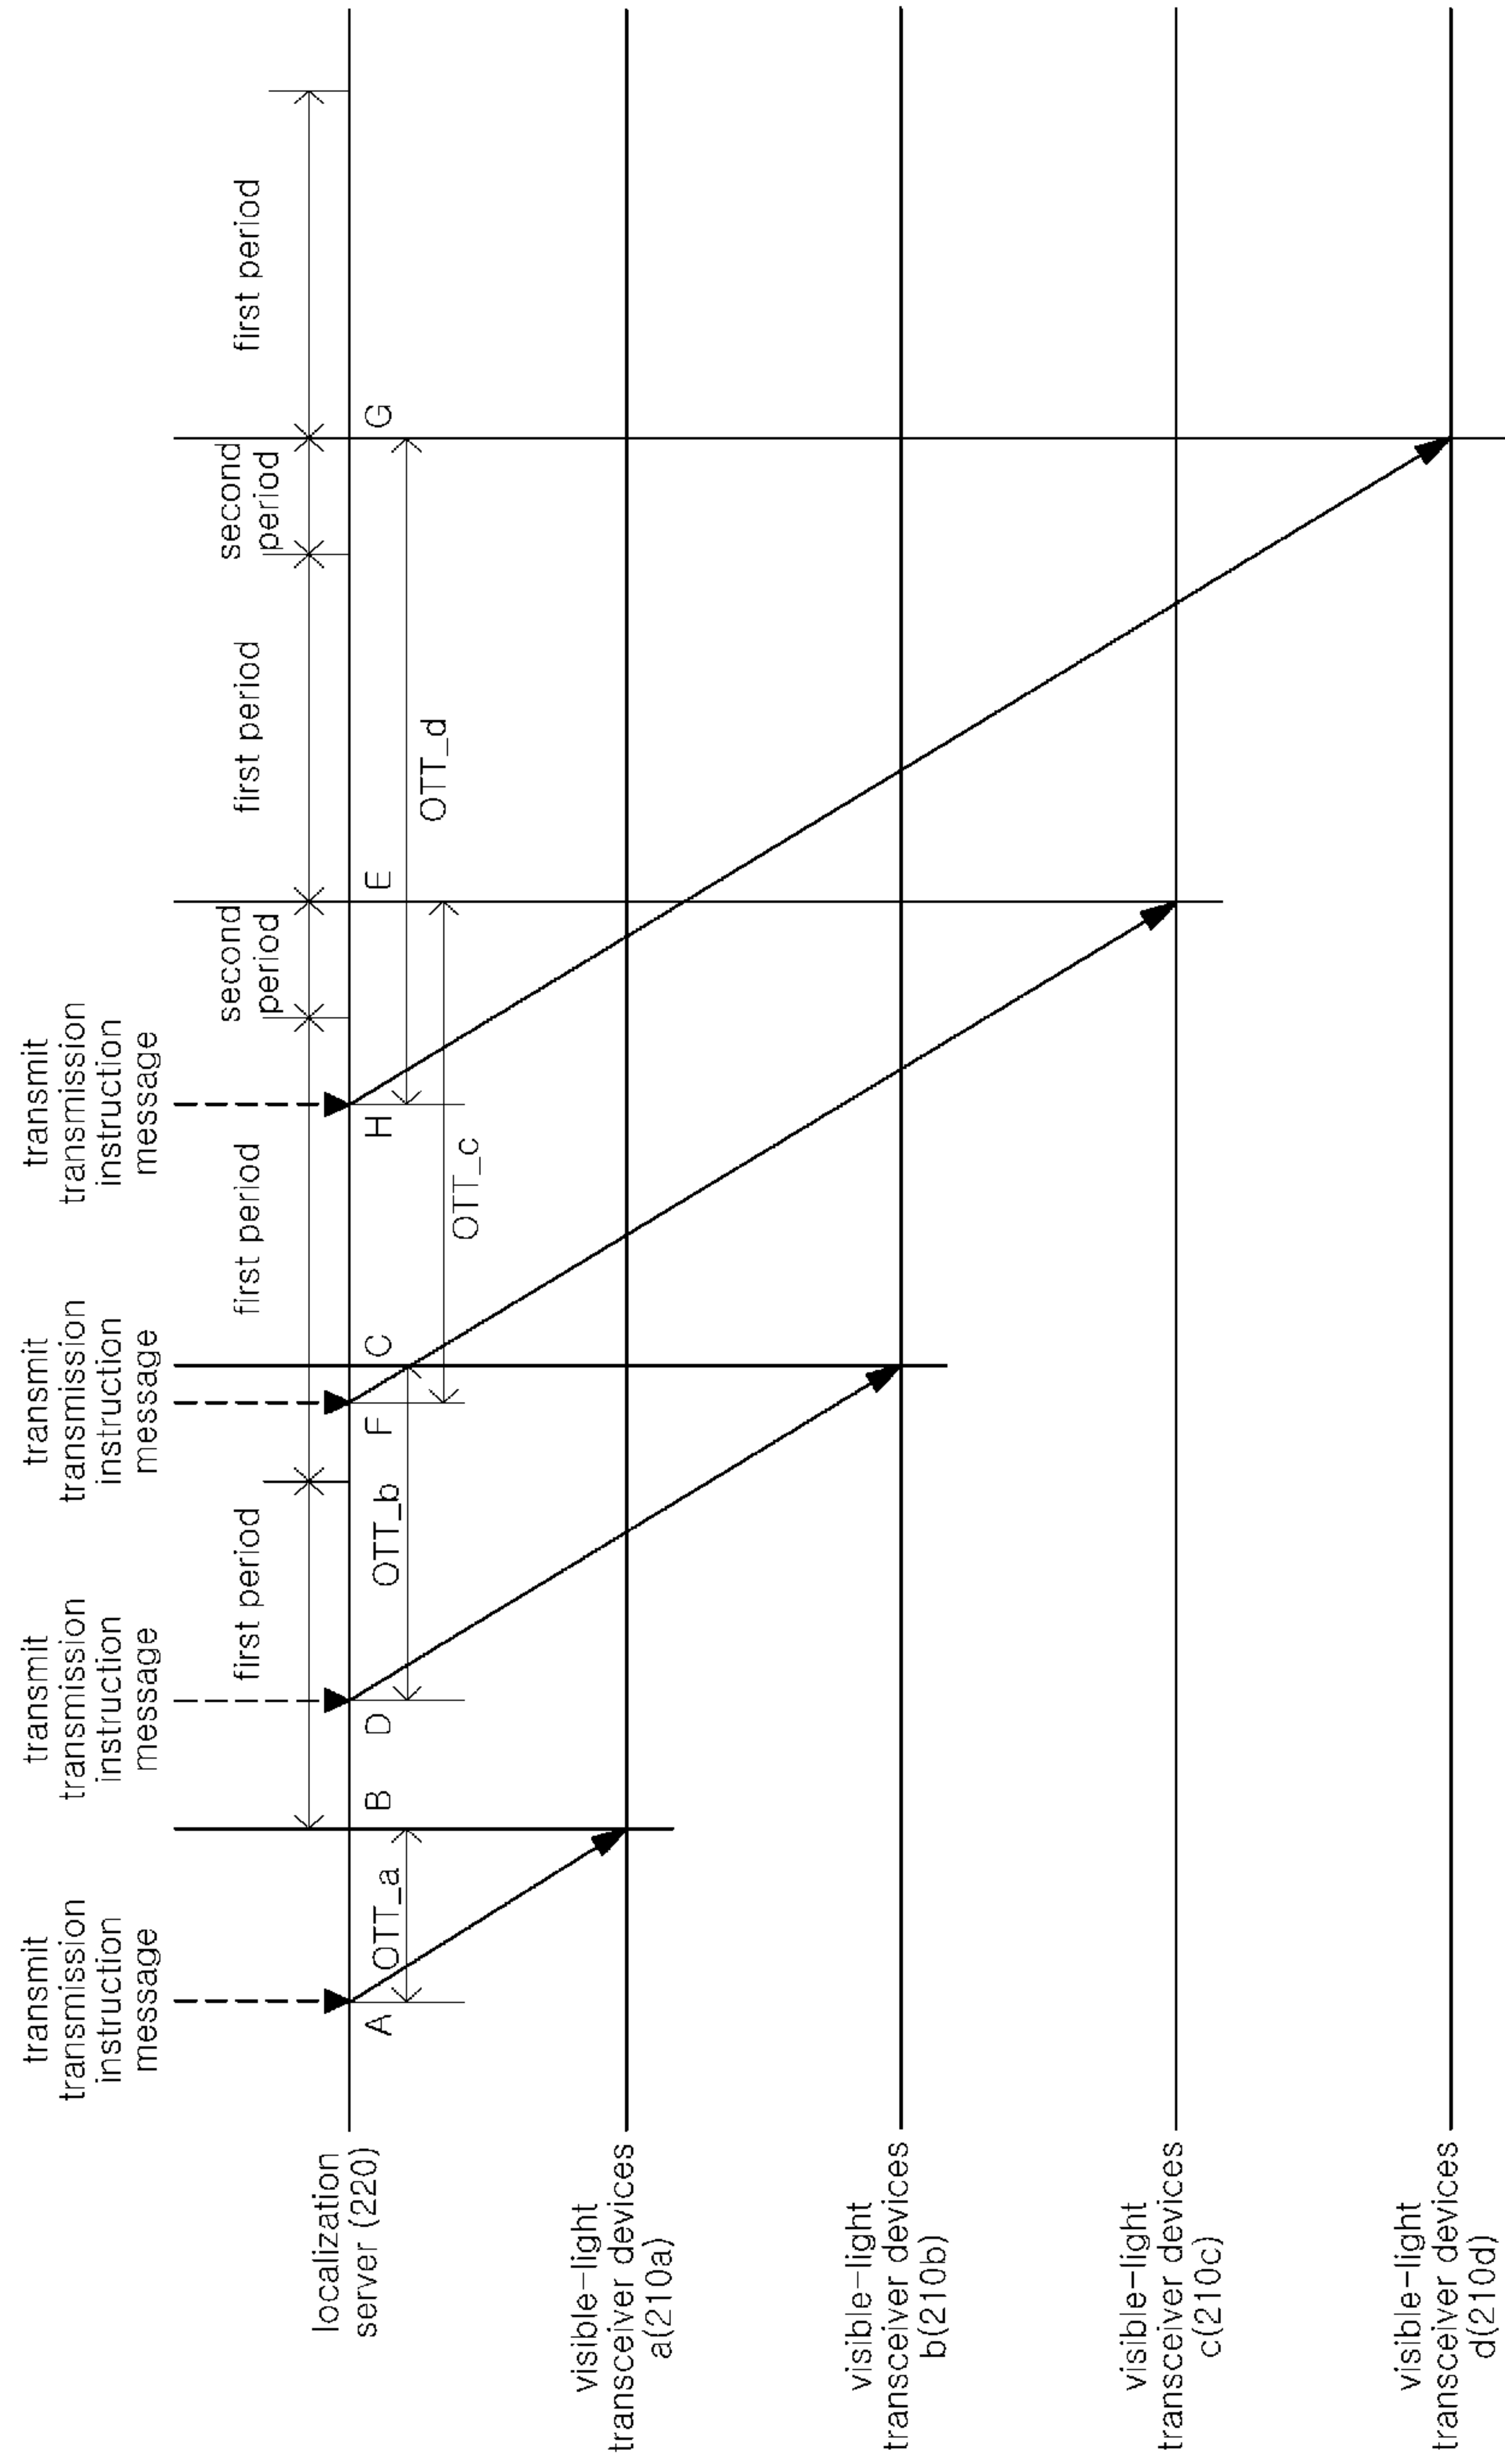 transmit
transmission
instruction
message
transmit
transmission
instruction
message
transmit
transmission
instruction
message
transmit
transmission
instruction
message
first period
first period
second
period
first period
second
period
first period
localization
server (220)
A
B
D
F
C
H
E
G
OTT_a
OTT_b
OTT_c
OTT_d
visible-light
transceiver devices
a(210a)
visible-light
transceiver devices
b(210b)
visible-light
transceiver devices
c(210c)
visible-light
transceiver devices
d(210d)